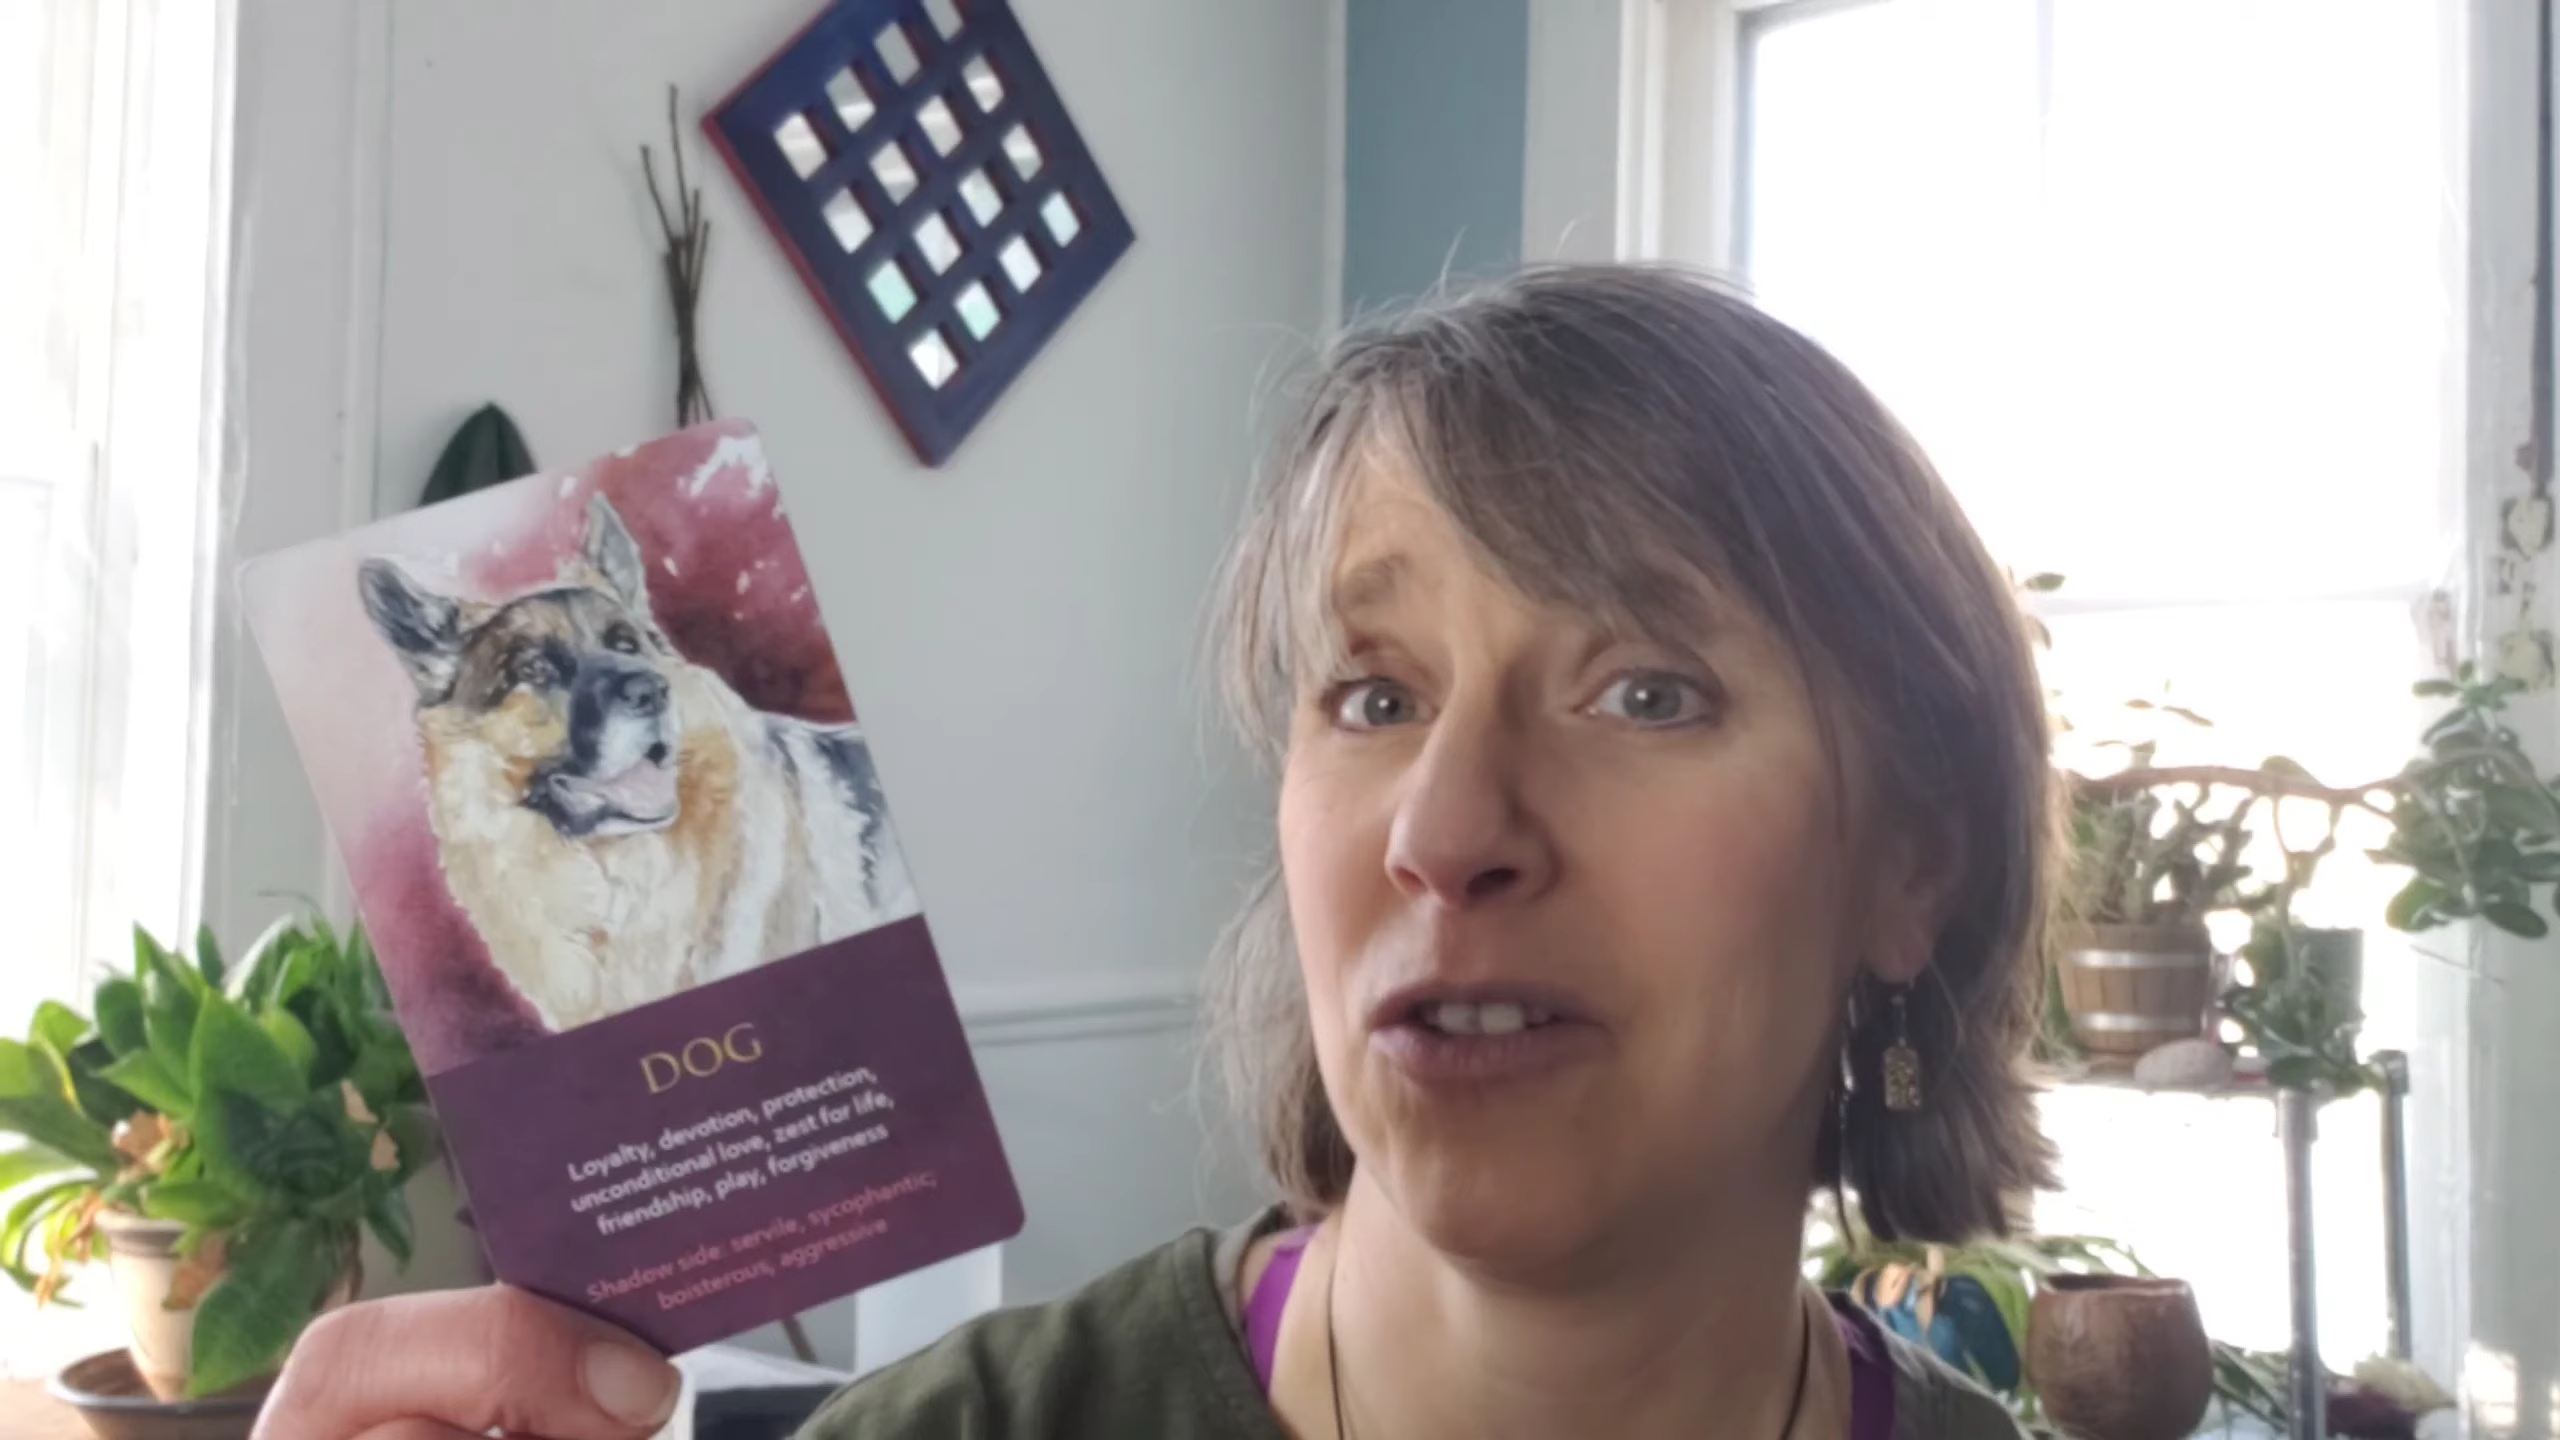 DOG
Loyalty, devotion, protection,
unconditional love, zest for life,
friendship, play, forgiveness
Shadow side: servile, sycophantic;
boisterous, aggressive